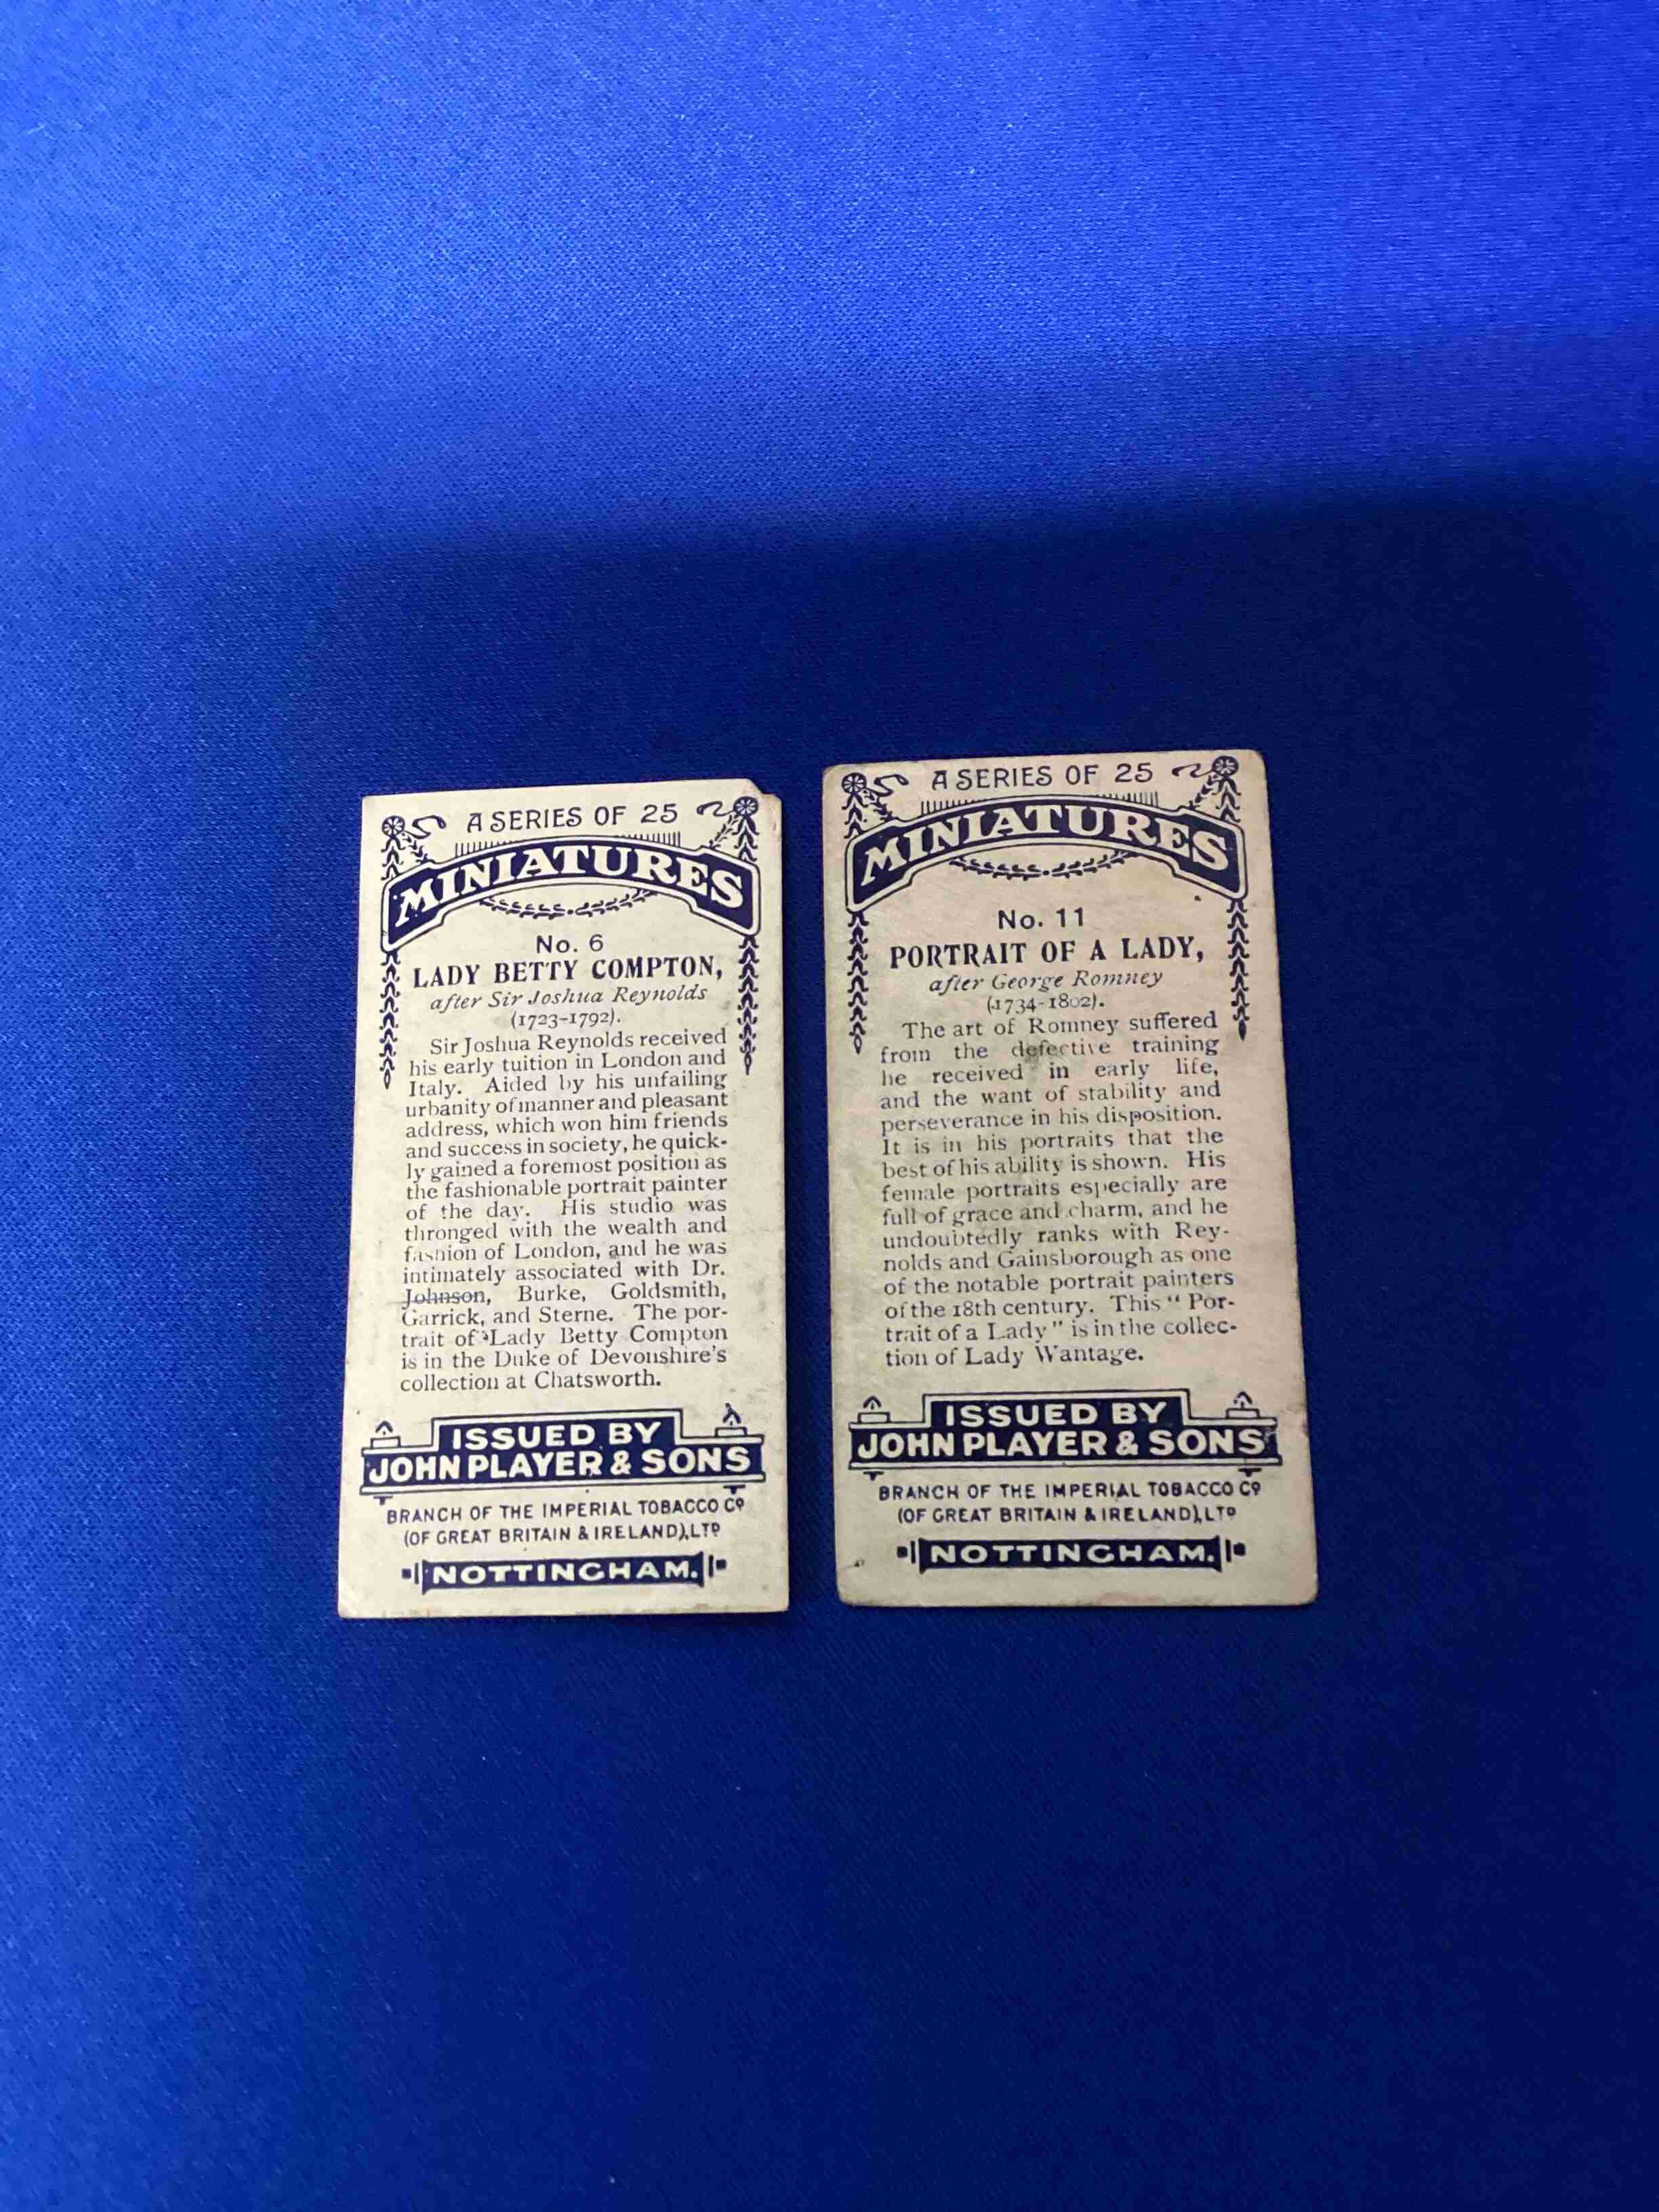 A SERIES OF 25
MINIATURES
No. 6
LADY BETTY COMPTON,
after Sir Joshua Reynolds
(1723-1792).
Sir Joshua Reynolds received
his early tuition in London and
Italy. Aided by his unfailing
urbanity of manner and pleasant
address, which won him friends
and success in society, he quick-
ly gained a foremost position as
the fashionable portrait painter
of the day. His studio was
thronged with the wealth and
fashion of London, and he was
intimately associated with Dr.
Johnson, Burke, Goldsmith,
Garrick, and Sterne. The por-
trait of Lady Betty Compton
is in the Duke of Devonshire's
collection at Chatsworth.
ISSUED BY
JOHN PLAYER & SONS
BRANCH OF THE IMPERIAL TOBACCO Co
(OF GREAT BRITAIN & IRELAND), LTD
NOTTINGHAM.
A SERIES OF 25
MINIATURES
No. 11
PORTRAIT OF A LADY,
after George Romney
(1734-1802).
The art of Romney suffered
from the defective training
he received in early life,
and the want of stability and
perseverance in his disposition.
It is in his portraits that the
best of his ability is shown. His
female portraits especially are
full of grace and charm, and he
undoubtedly ranks with Rey-
nolds and Gainsborough as one
of the notable portrait painters
of the 18th century. This "Por-
trait of a Lady" is in the collec-
tion of Lady Wantage.
ISSUED BY
JOHN PLAYER & SONS
BRANCH OF THE IMPERIAL TOBACCO Co
(OF GREAT BRITAIN & IRELAND), LTD
NOTTINGHAM.